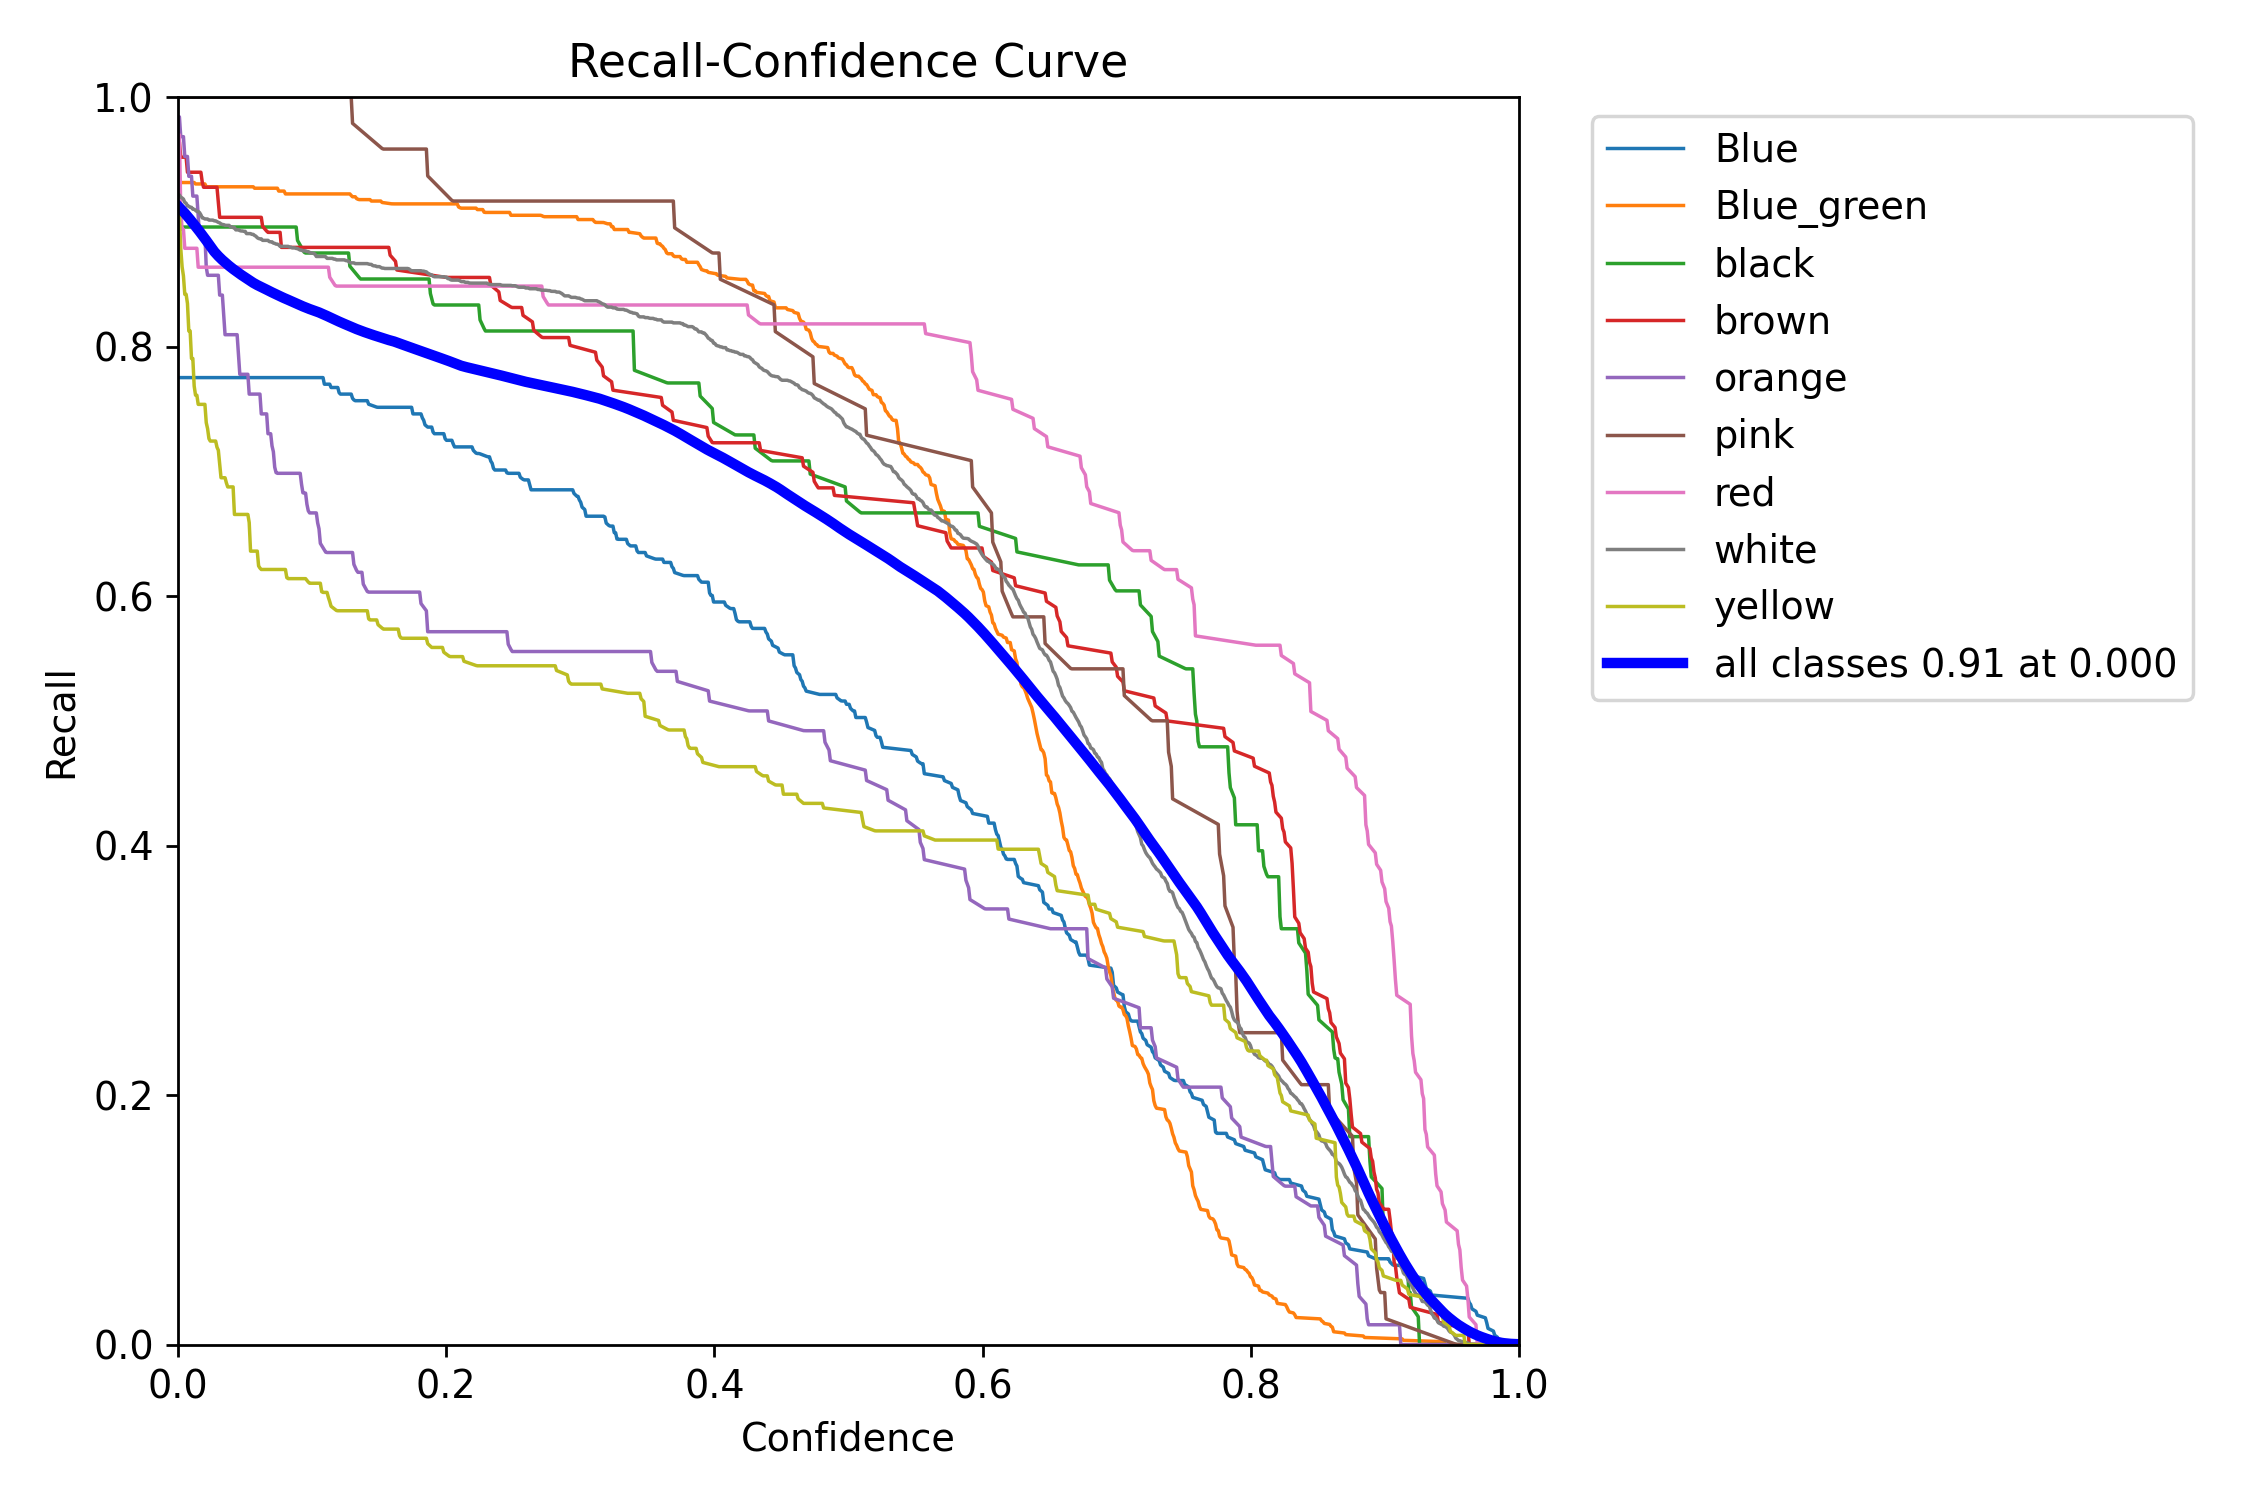 Recall-Confidence Curve
1.0
0.8
0.6
0.4
0.2
0.0
Recall
0.0 0.2 0.4 0.6 0.8 1.0
Confidence
Blue
Blue_green
black
brown
orange
pink
red
white
yellow
all classes 0.91 at 0.000